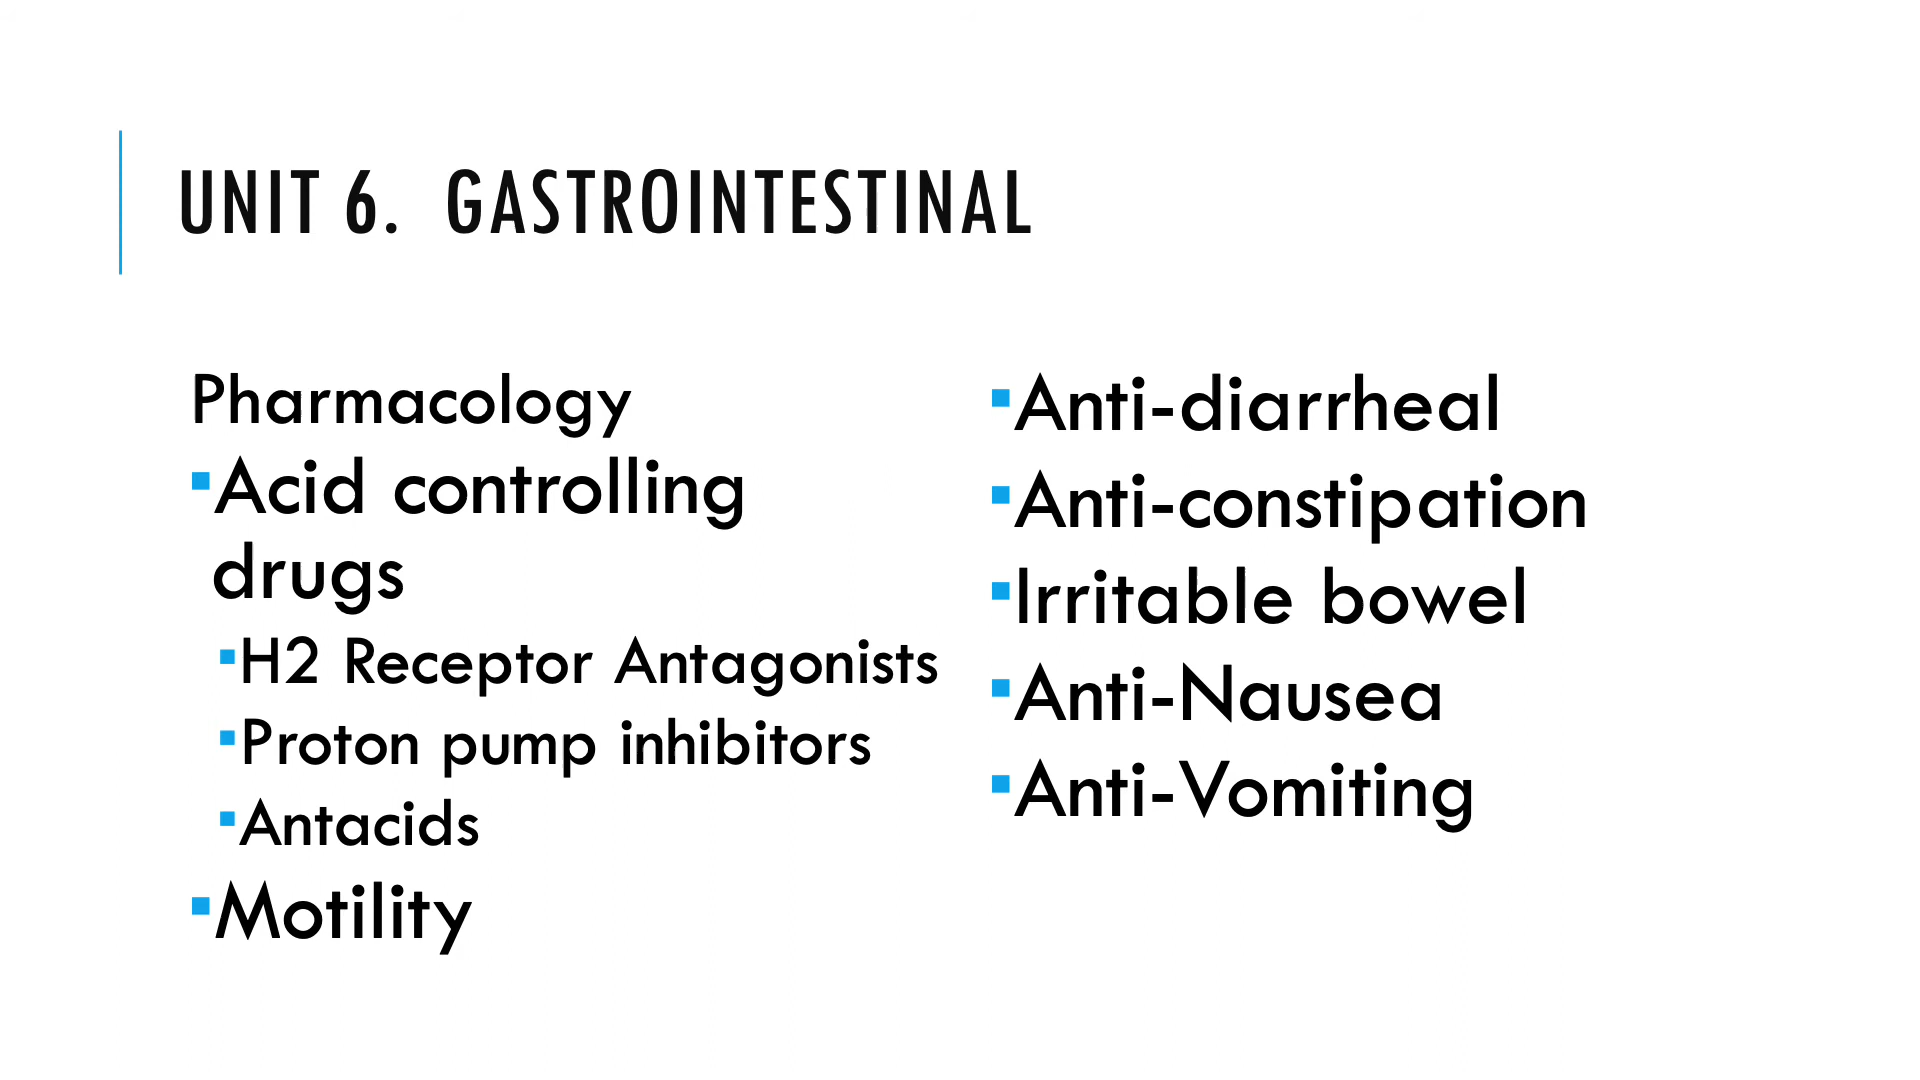 UNIT 6. GASTROINTESTINAL
Pharmacology
▪Acid controlling
drugs
▪H2 Receptor Antagonists
▪Proton pump inhibitors
▪Antacids
▪Motility
▪Anti-diarrheal
▪Anti-constipation
▪Irritable bowel
▪Anti-Nausea
▪Anti-Vomiting